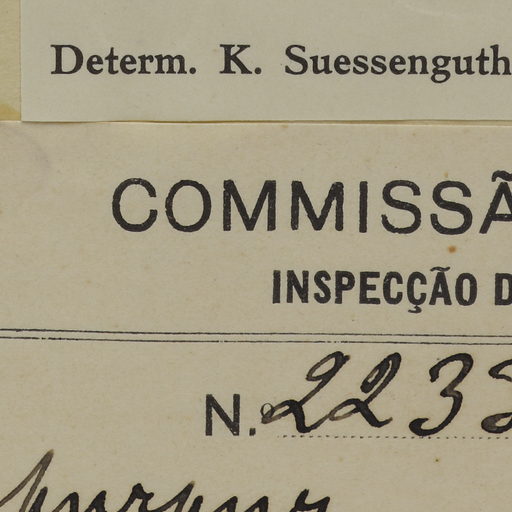 Determ. K. Suessenguth
COMMISSÃ
INSPECÇÃO D
N.º 223